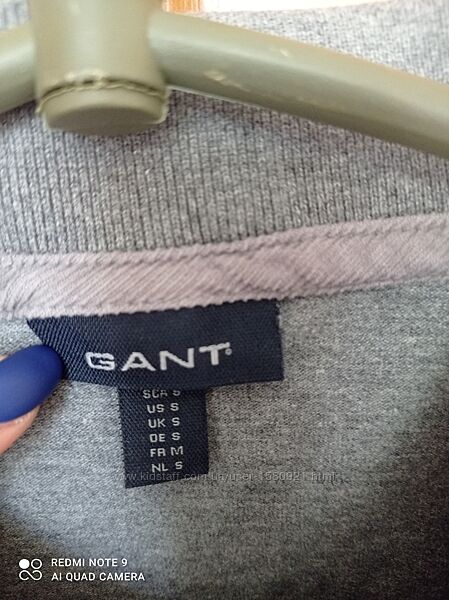 GANT
SCA S
US S
UK S
DE S
FR M
NL S
REDMI NOTE 9
AI QUAD CAMERA